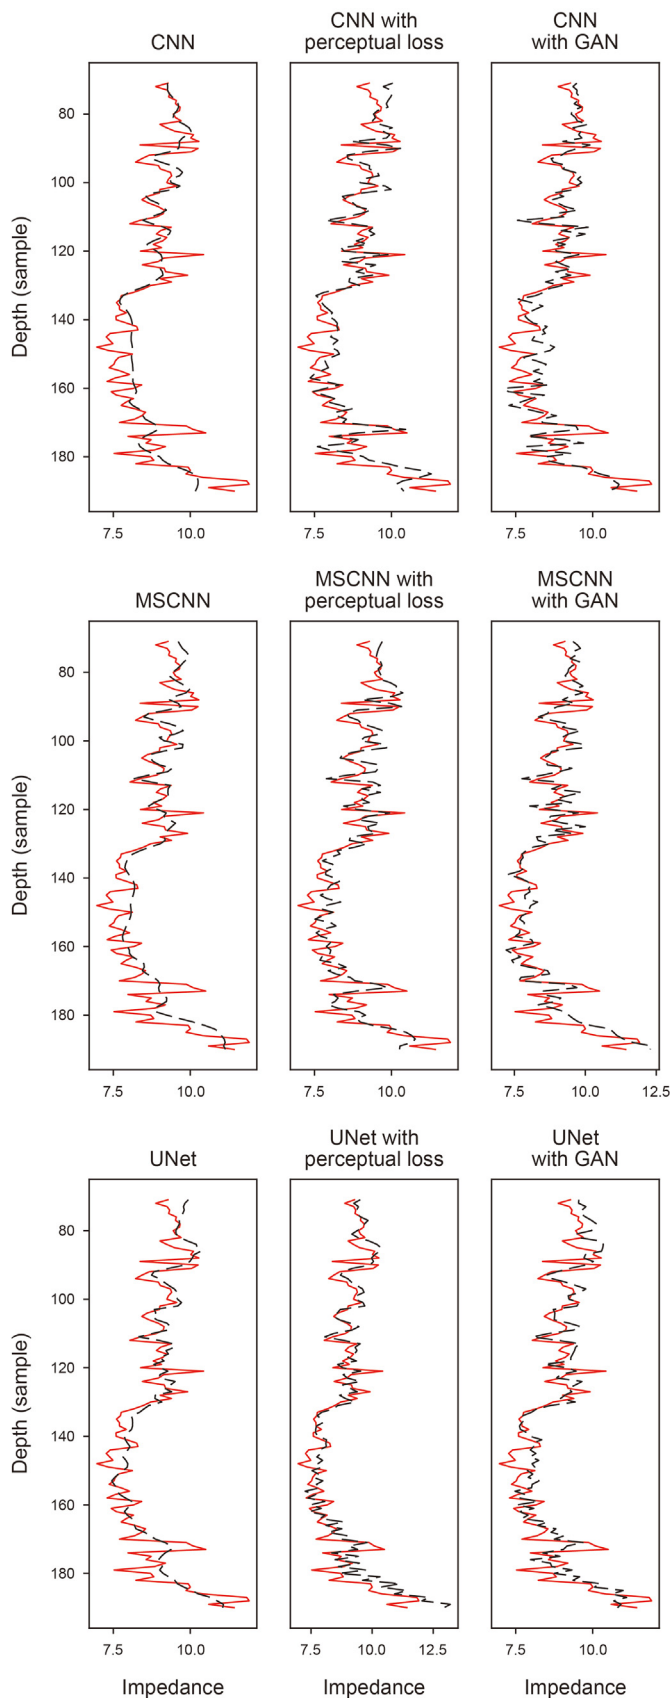 CNN
CNN with
perceptual loss
CNN
with GAN
80
100
120
140
160
180
Depth (sample)
7.5 10.0
7.5 10.0
7.5 10.0
MSCNN
MSCNN with
perceptual loss
MSCNN
with GAN
80
100
120
140
160
180
Depth (sample)
7.5 10.0
7.5 10.0
7.5 10.0 12.5
UNet
UNet with
perceptual loss
UNet
with GAN
80
100
120
140
160
180
Depth (sample)
7.5 10.0
7.5 10.0 12.5
7.5 10.0
Impedance
Impedance
Impedance